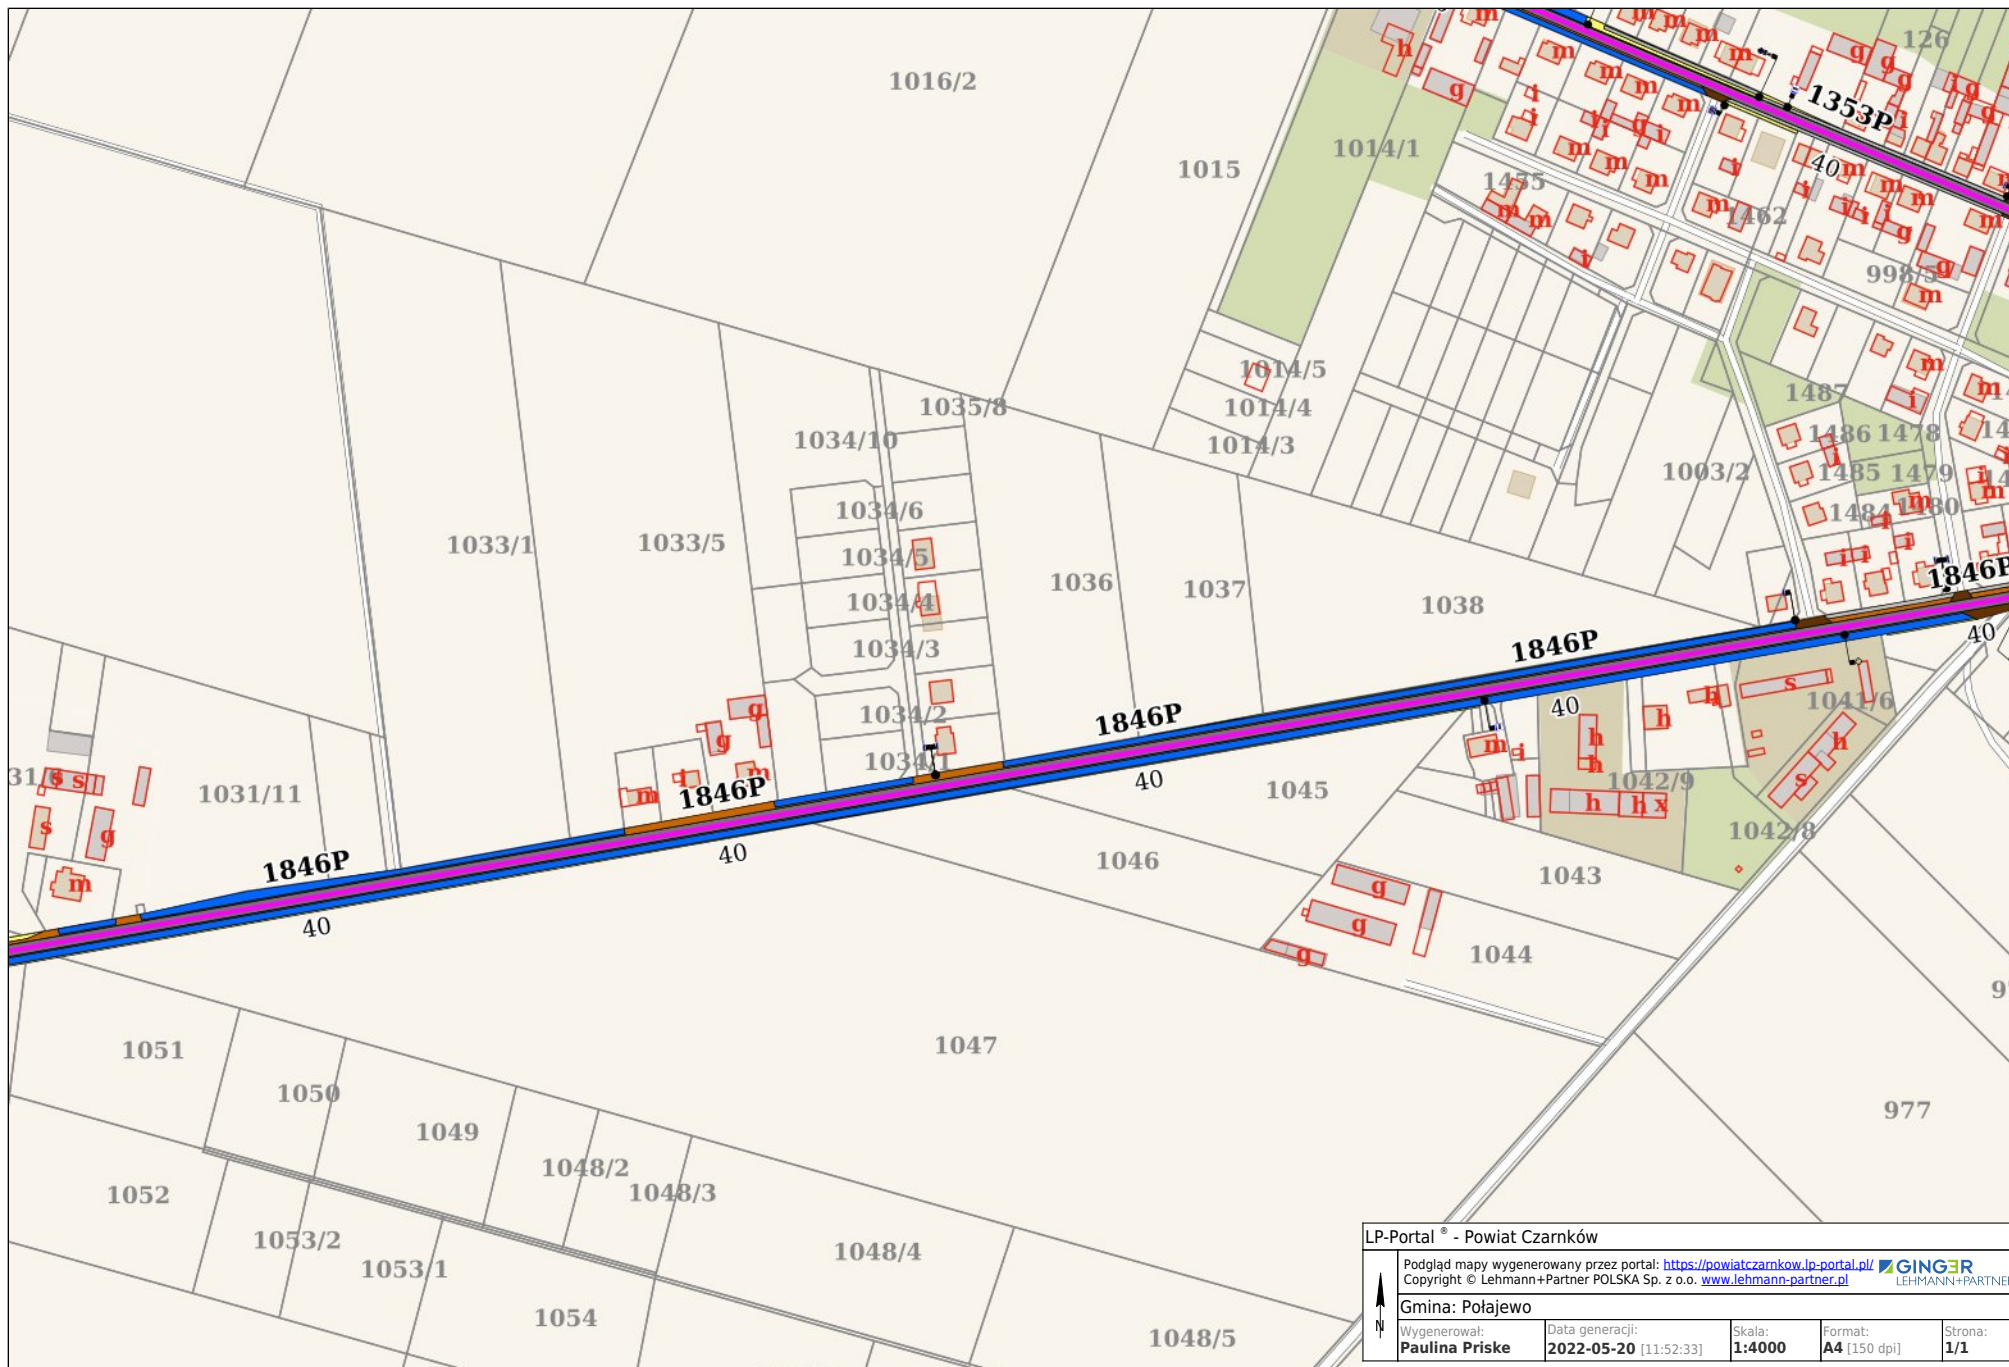 1016/2
126
1353P
40
1015
1014/1
1455
1462
998/5
1014/5
1014/4
1014/3
1487
1486
1478
1485
1479
1484
1480
1003/2
1035/8
1034/10
1034/6
1034/5
1034/4
1034/3
1034/2
1034/1
1033/1
1033/5
1036
1037
1038
1846P
40
1846P
40
1846P
40
1846P
40
1846P
40
1031/11
1041/6
1042/9
1042/8
1045
1046
1043
1044
1047
977
1051
1050
1049
1048/2
1048/3
1048/4
1048/5
1052
1053/2
1053/1
1054
s s
s
g
m
g
g
i
m
m
m
i
h
h
h
h x
h
h
s
h
s
g
g
g
LP-Portal ® - Powiat Czarnków
Podgląd mapy wygenerowany przez portal: https://powiatczarnkow.lp-portal.pl/
Copyright © Lehmann+Partner POLSKA Sp. z o.o. www.lehmann-partner.pl
GINGER
LEHMANN+PARTNER
N
Gmina: Połajewo
Wygenerował:
Paulina Priske
Data generacji:
2022-05-20 [11:52:33]
Skala:
1:4000
Format:
A4 [150 dpi]
Strona:
1/1